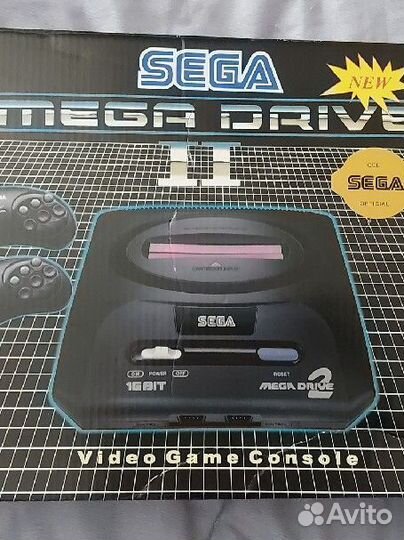 SEGA
NEW
MEGA DRIVE
II
SEGA
SEGA
ON POWER OFF
RESET
16 BIT
MEGA DRIVE 2
Video Game Console
Avito